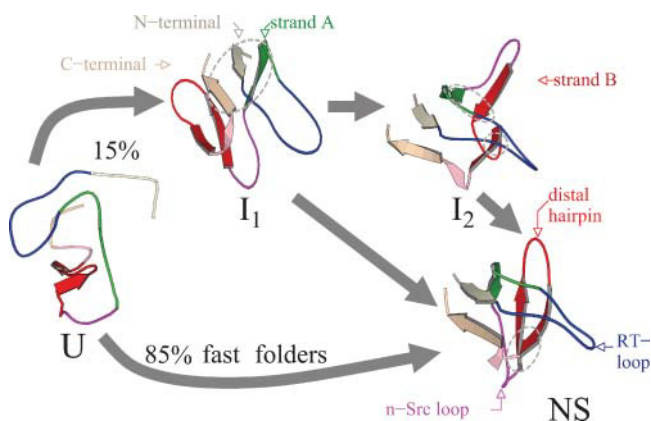 N-terminal
strand A
C-terminal
strand B
15%
I1
I2
distal
hairpin
U
85% fast folders
RT-
loop
n-Src loop
NS